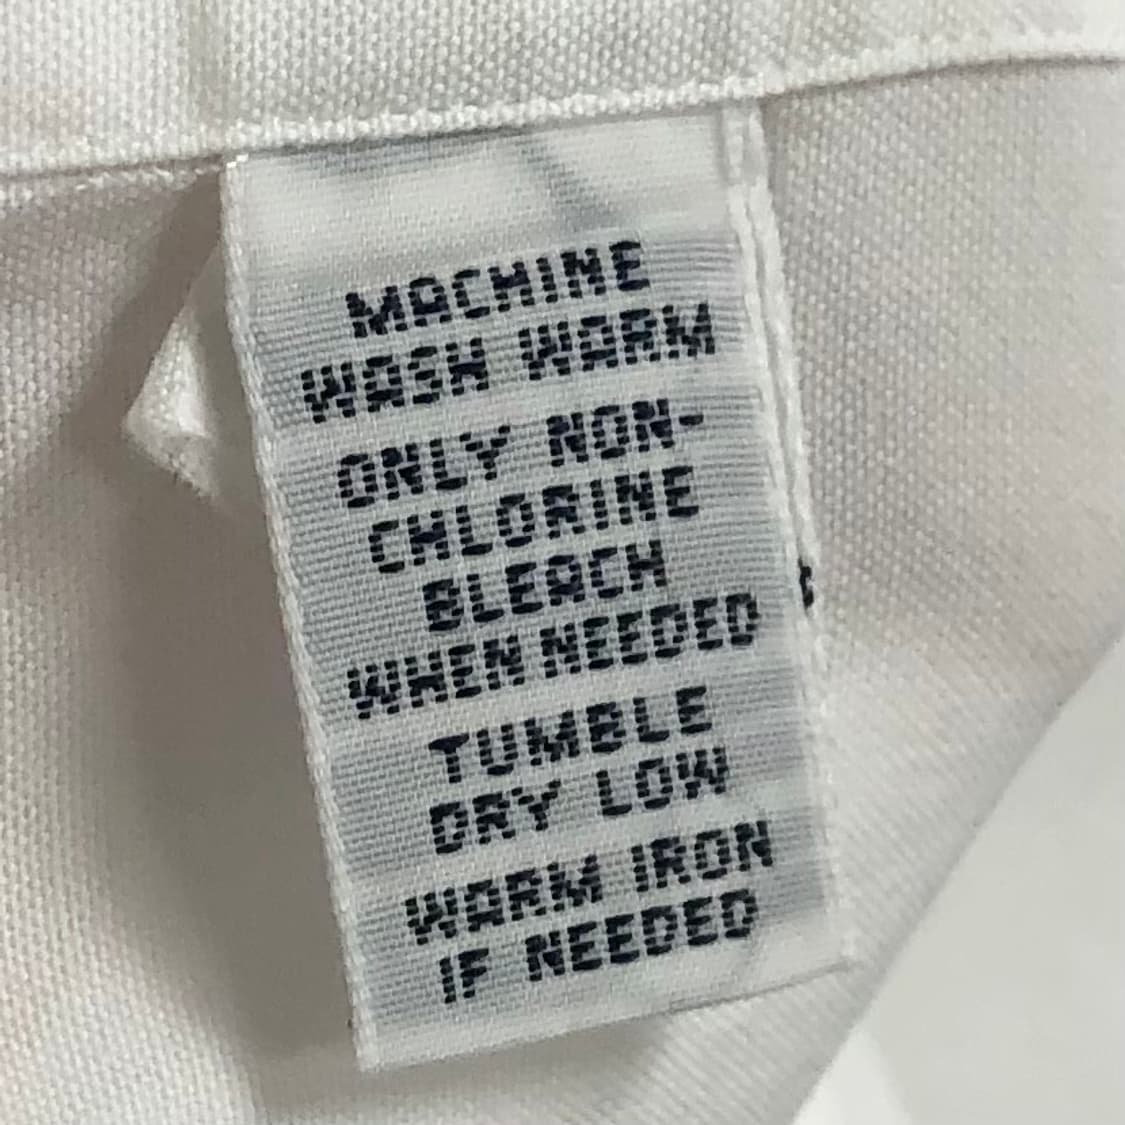 MACHINE
WASH WARM
ONLY NON-
CHLORINE
BLEACH
WHEN NEEDED
TUMBLE
DRY LOW
WARM IRON
IF NEEDED